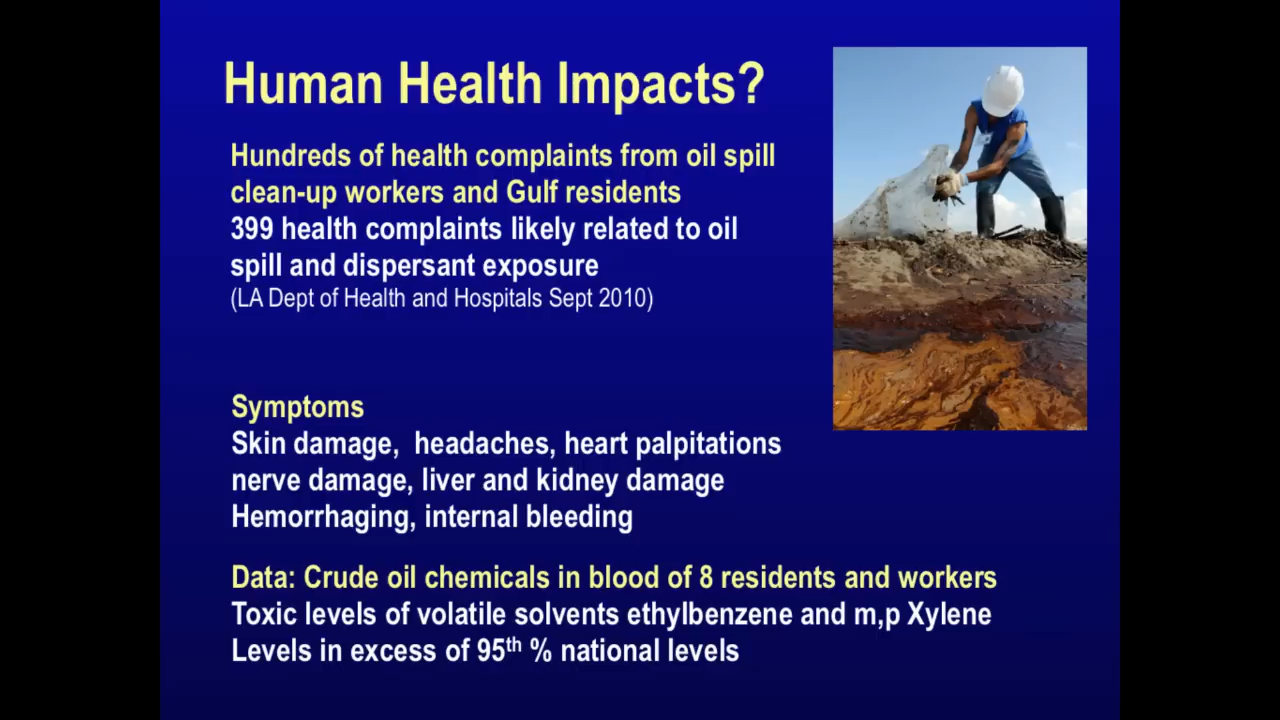 Human Health Impacts?
Hundreds of health complaints from oil spill
clean-up workers and Gulf residents
399 health complaints likely related to oil
spill and dispersant exposure
(LA Dept of Health and Hospitals Sept 2010)
Symptoms
Skin damage,  headaches, heart palpitations
nerve damage, liver and kidney damage
Hemorrhaging, internal bleeding
Data: Crude oil chemicals in blood of 8 residents and workers
Toxic levels of volatile solvents ethylbenzene and m,p Xylene
Levels in excess of 95th % national levels